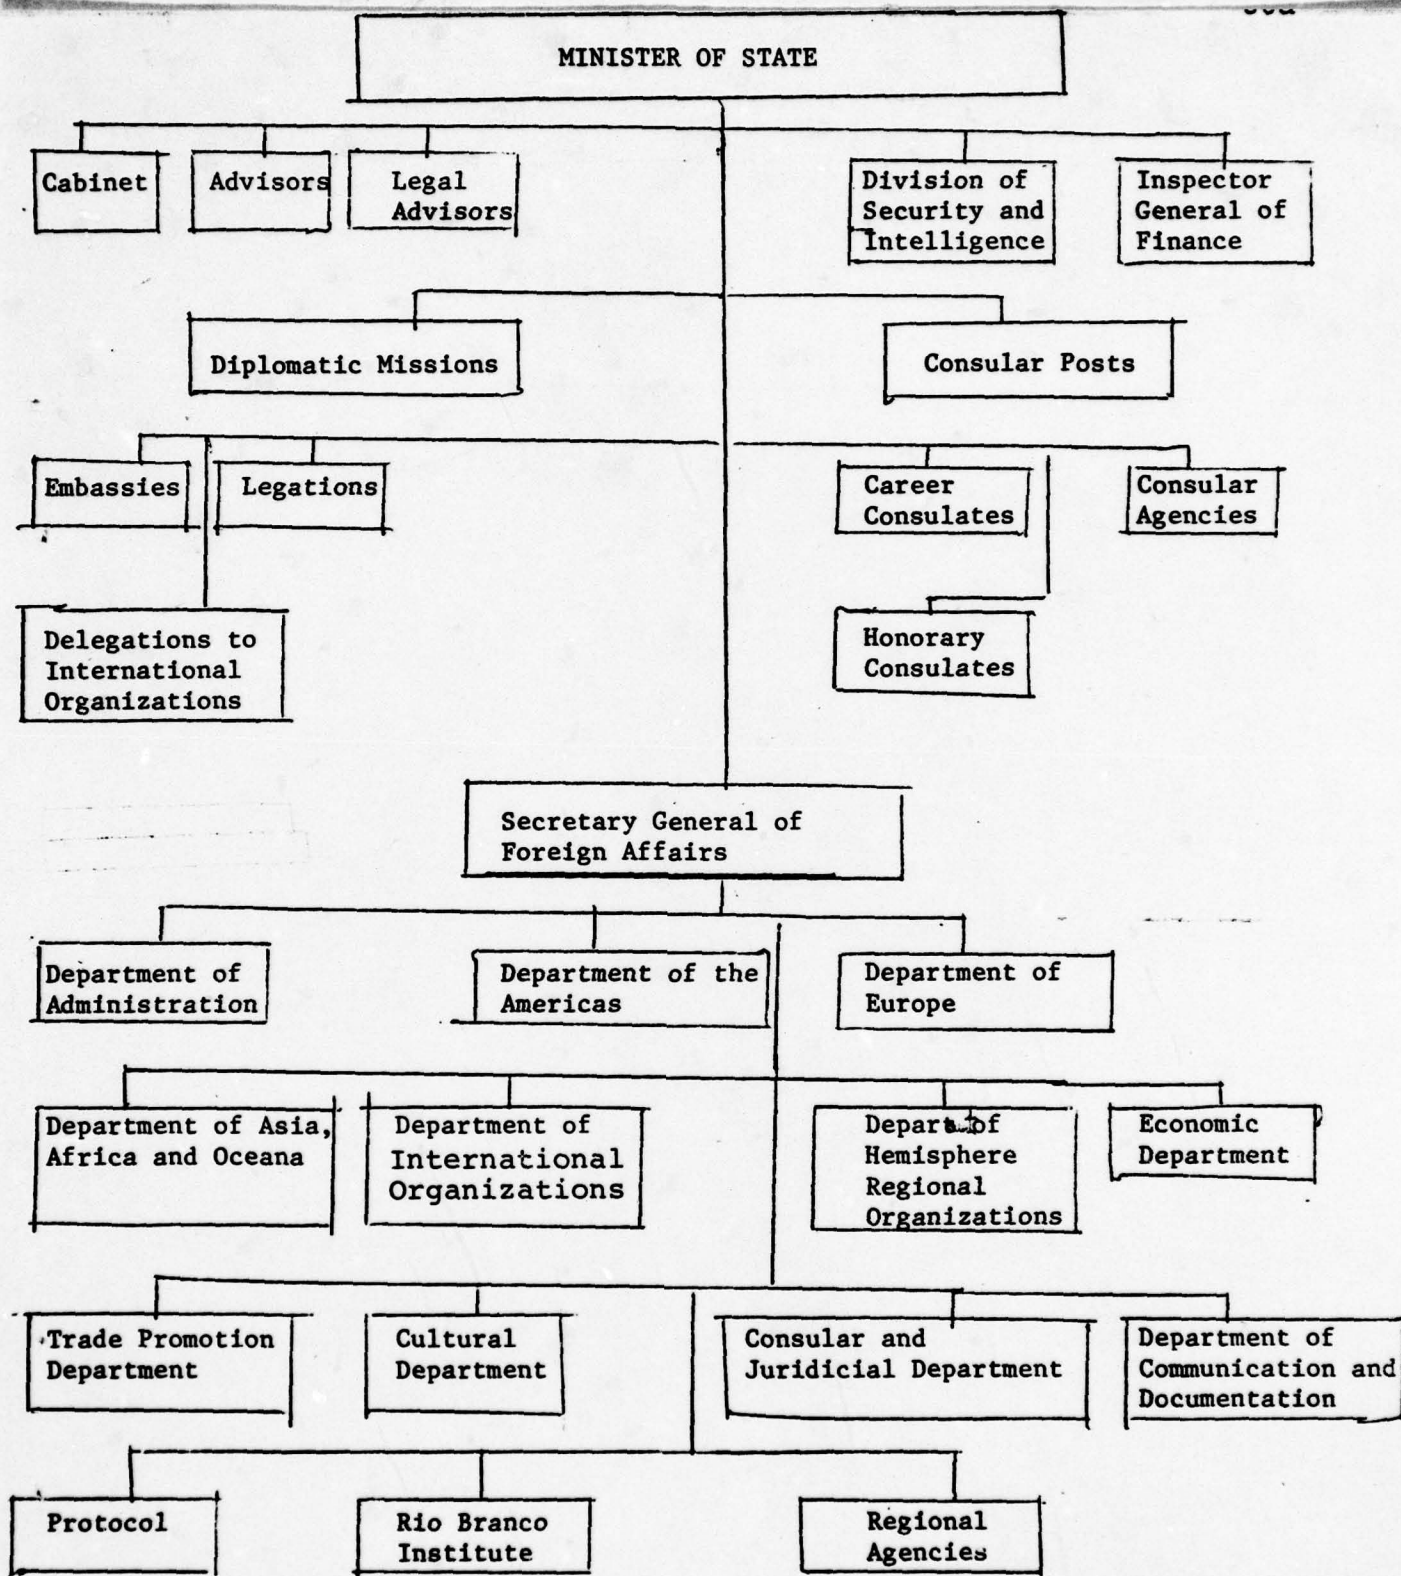 MINISTER OF STATE
Cabinet
Advisors
Legal
Advisors
Division of
Security and
Intelligence
Inspector
General of
Finance
Diplomatic Missions
Consular Posts
Embassies
Legations
Career
Consulates
Consular
Agencies
Delegations to
International
Organizations
Honorary
Consulates
Secretary General of
Foreign Affairs
Department of
Administration
Department of the
Americas
Department of
Europe
Department of Asia,
Africa and Oceana
Department of
International
Organizations
Depart. of
Hemisphere
Regional
Organizations
Economic
Department
Trade Promotion
Department
Cultural
Department
Consular and
Juridicial Department
Department of
Communication and
Documentation
Protocol
Rio Branco
Institute
Regional
Agencies